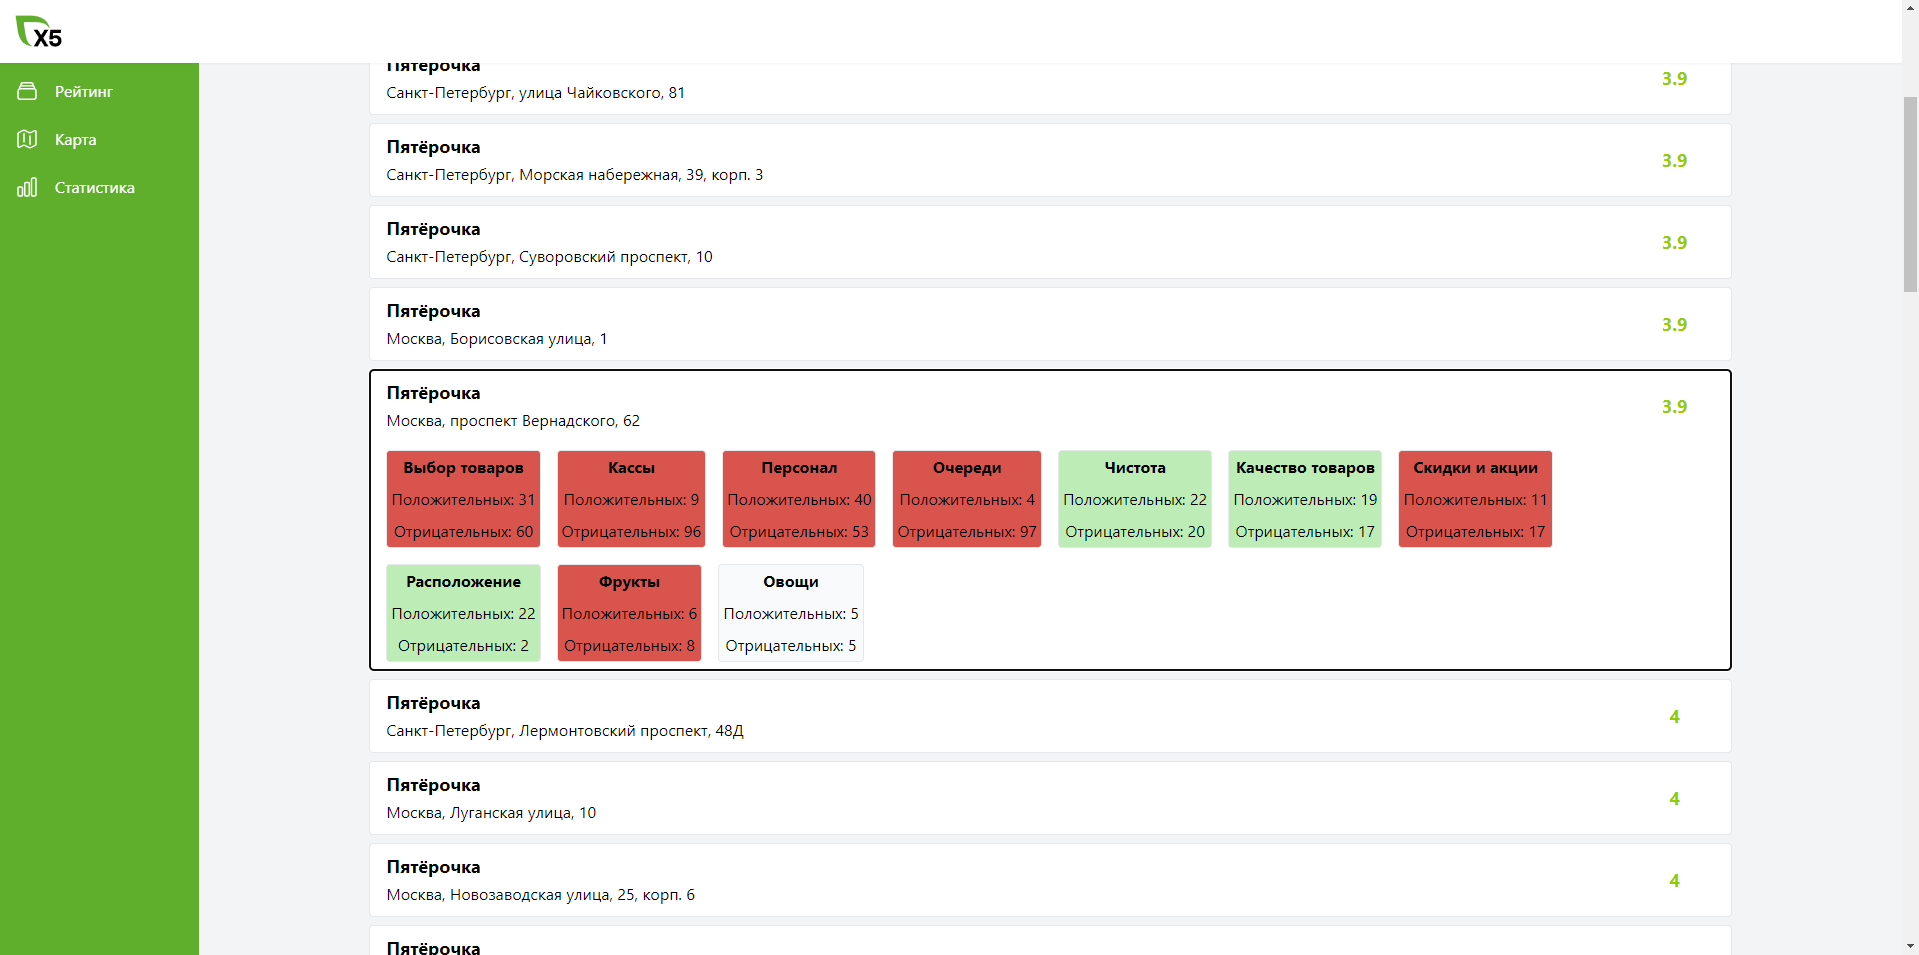 X5
Рейтинг
Карта
Статистика
Пятёрочка
Санкт-Петербург, улица Чайковского, 81
3.9
Пятёрочка
Санкт-Петербург, Морская набережная, 39, корп. 3
3.9
Пятёрочка
Санкт-Петербург, Суворовский проспект, 10
3.9
Пятёрочка
Москва, Борисовская улица, 1
3.9
Пятёрочка
Москва, проспект Вернадского, 62
3.9
Выбор товаров
Положительных: 31
Отрицательных: 60
Кассы
Положительных: 9
Отрицательных: 96
Персонал
Положительных: 40
Отрицательных: 53
Очереди
Положительных: 4
Отрицательных: 97
Чистота
Положительных: 22
Отрицательных: 20
Качество товаров
Положительных: 19
Отрицательных: 17
Скидки и акции
Положительных: 11
Отрицательных: 17
Расположение
Положительных: 22
Отрицательных: 2
Фрукты
Положительных: 6
Отрицательных: 8
Овощи
Положительных: 5
Отрицательных: 5
Пятёрочка
Санкт-Петербург, Лермонтовский проспект, 48Д
4
Пятёрочка
Москва, Луганская улица, 10
4
Пятёрочка
Москва, Новозаводская улица, 25, корп. 6
4
Пятёрочка